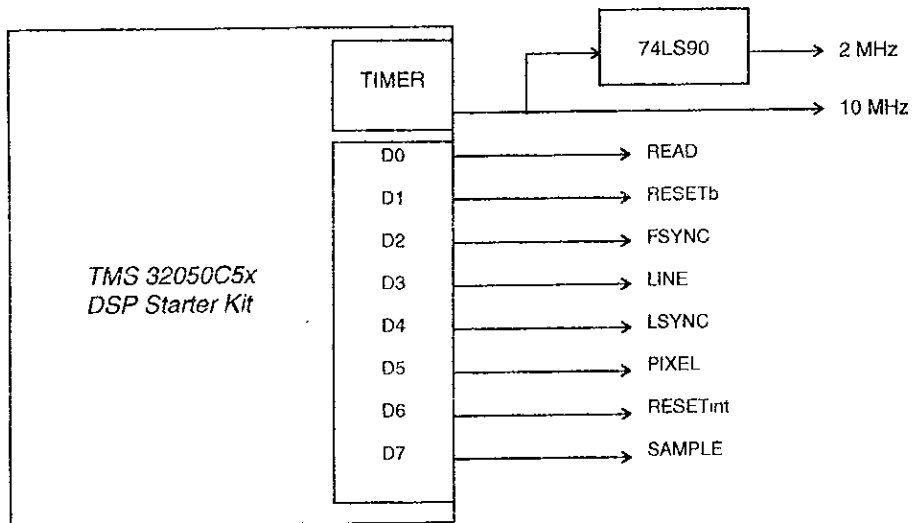 74LS90
2 MHz
TIMER
10 MHz
D0
READ
D1
RESETb
D2
FSYNC
D3
LINE
TMS 32050C5x
DSP Starter Kit
D4
LSYNC
D5
PIXEL
D6
RESETint
D7
SAMPLE